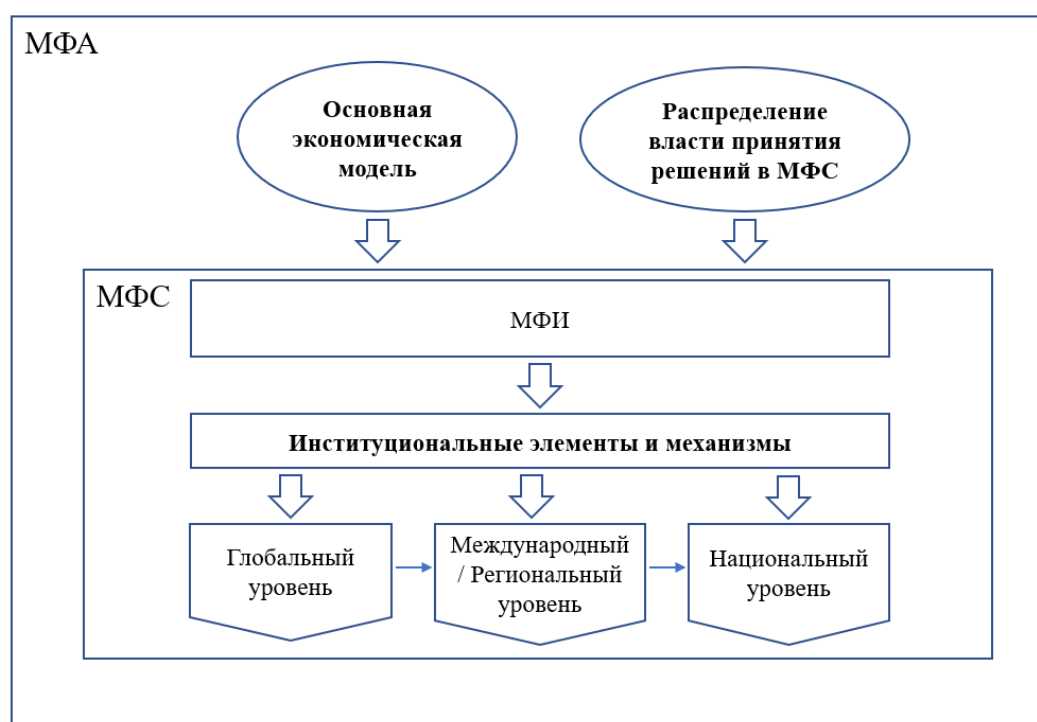 МФА
Основная
экономическая
модель
Распределение
власти принятия
решений в МФС
МФС
МФИ
Институциональные элементы и механизмы
Глобальный
уровень
Международный
/ Региональный
уровень
Национальный
уровень